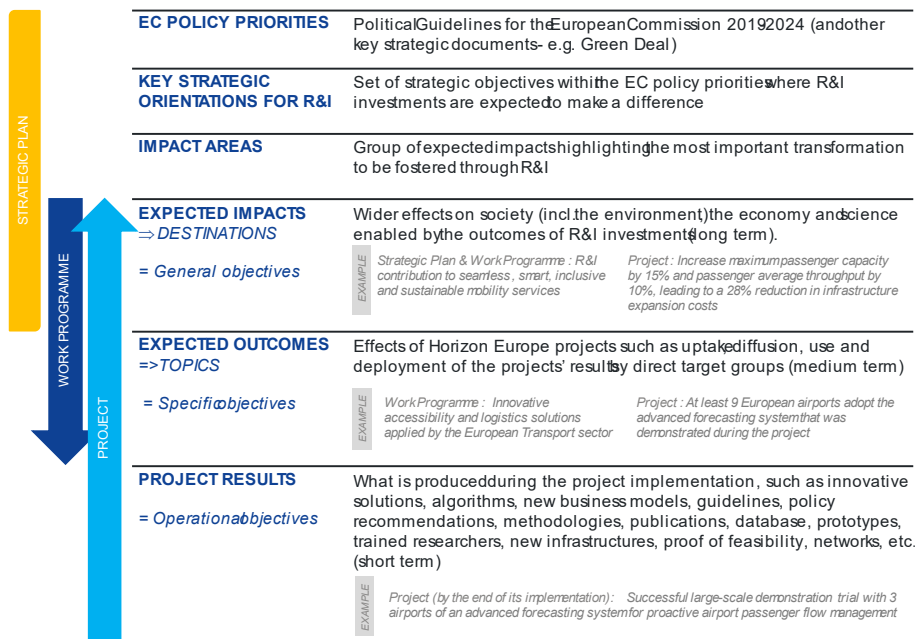 STRATEGIC PLAN
WORK PROGRAMME
PROJECT
EC POLICY PRIORITIES
Political Guidelines for the European Commission 2019-2024 (and other
key strategic documents - e.g. Green Deal)
KEY STRATEGIC
ORIENTATIONS FOR R&I
Set of strategic objectives within the EC policy priorities where R&I
investments are expected to make a difference
IMPACT AREAS
Group of expected impacts highlighting the most important transformation
to be fostered through R&I
EXPECTED IMPACTS
⇒ DESTINATIONS
= General objectives
Wider effects on society (incl. the environment), the economy and science
enabled by the outcomes of R&I investments (long term).
EXAMPLE
Strategic Plan & Work Programme : R&I
contribution to seamless, smart, inclusive
and sustainable mobility services
Project : Increase maximum passenger capacity
by 15% and passenger average throughput by
10%, leading to a 28% reduction in infrastructure
expansion costs
EXPECTED OUTCOMES
=>TOPICS
= Specific objectives
Effects of Horizon Europe projects such as uptake, diffusion, use and
deployment of the projects' results by direct target groups (medium term)
EXAMPLE
Work Programme : Innovative
accessibility and logistics solutions
applied by the European Transport sector
Project : At least 9 European airports adopt the
advanced forecasting system that was
demonstrated during the project
PROJECT RESULTS
= Operational objectives
What is produced during the project implementation, such as innovative
solutions, algorithms, new business models, guidelines, policy
recommendations, methodologies, publications, database, prototypes,
trained researchers, new infrastructures, proof of feasibility, networks, etc.
(short term)
EXAMPLE
Project (by the end of its implementation) : Successful large-scale demonstration trial with 3
airports of an advanced forecasting system for proactive airport passenger flow management